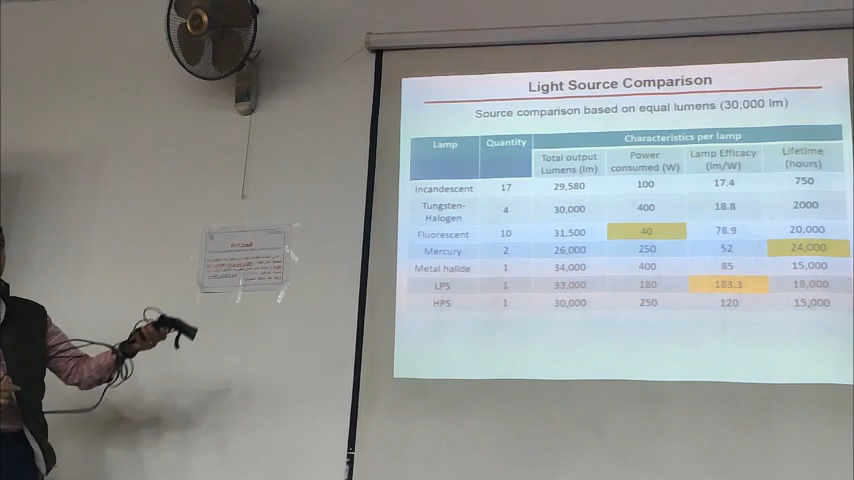 Light Source Comparison
Source comparison based on equal lumens (30,000 lm)
Lamp Quantity Characteristics per lamp
Total output Lumens (lm) Power consumed (W) Lamp Efficacy (lm/W) Lifetime (hours)
Incandescent 17 29,580 100 17.4 750
Tungsten-Halogen 4 30,000 400 18.8 2000
Fluorescent 10 31,500 40 78.9 20,000
Mercury 2 26,000 250 52 24,000
Metal halide 1 34,000 400 85 15,000
LPS 1 33,000 180 183.3 18,000
HPS 1 30,000 250 120 15,000